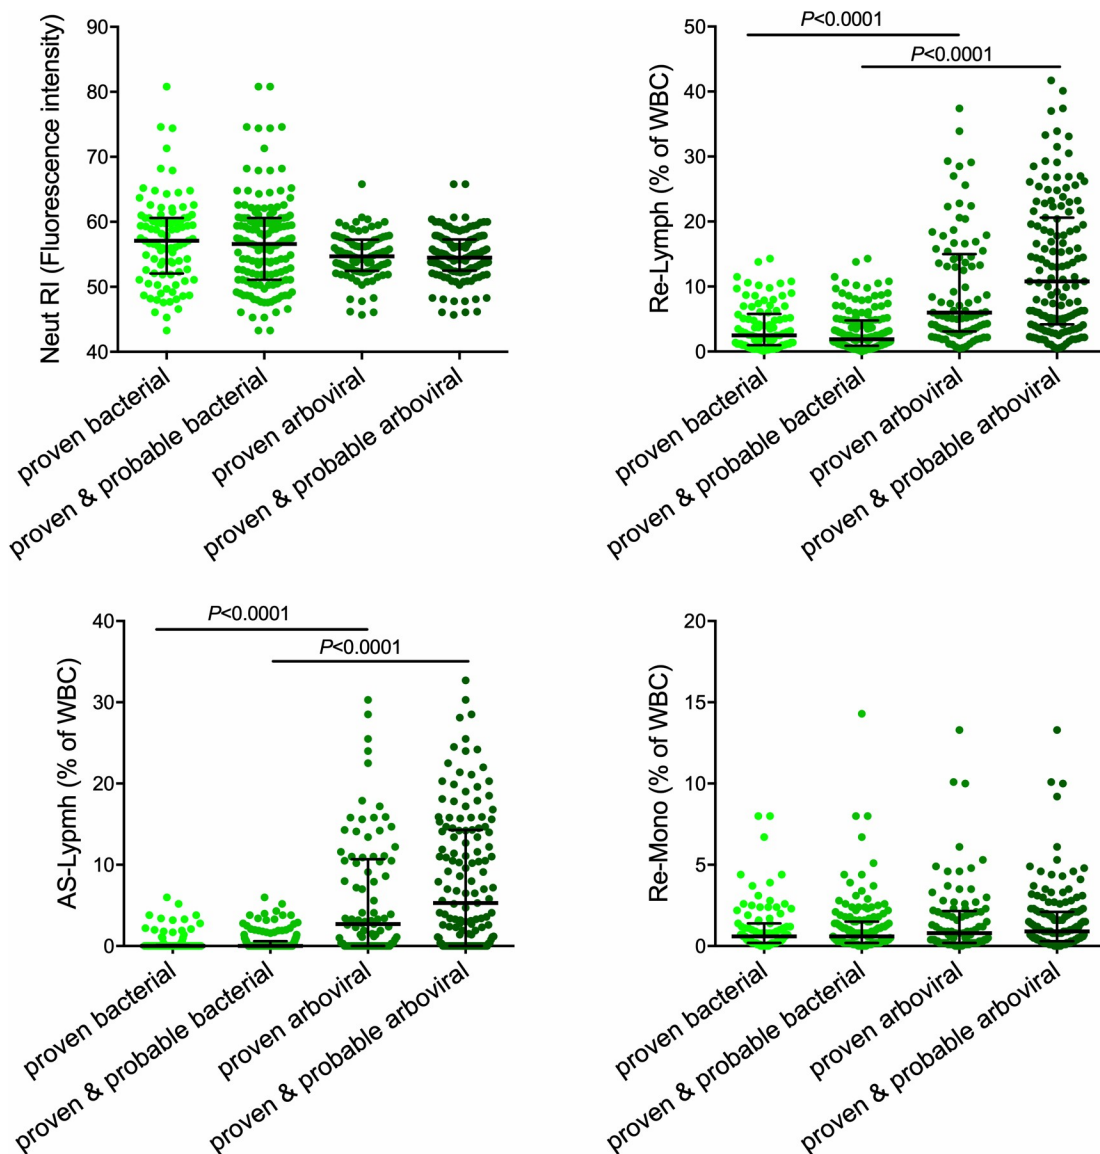 Neut RI (Fluorescence intensity)
90
80
70
60
50
40
proven bacterial
proven & probable bacterial
proven arboviral
proven & probable arboviral
Re-Lymph (% of WBC)
50
40
30
20
10
0
P<0.0001
P<0.0001
proven bacterial
proven & probable bacterial
proven arboviral
proven & probable arboviral
AS-Lypmh (% of WBC)
40
30
20
10
0
P<0.0001
P<0.0001
proven bacterial
proven & probable bacterial
proven arboviral
proven & probable arboviral
Re-Mono (% of WBC)
20
15
10
5
0
proven bacterial
proven & probable bacterial
proven arboviral
proven & probable arboviral